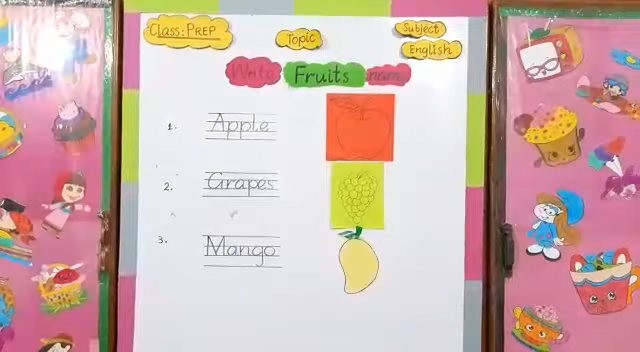 Class: PREP
Topic
Subject
English
Write Fruits name
1. Apple
2. Grapes
3. Mango